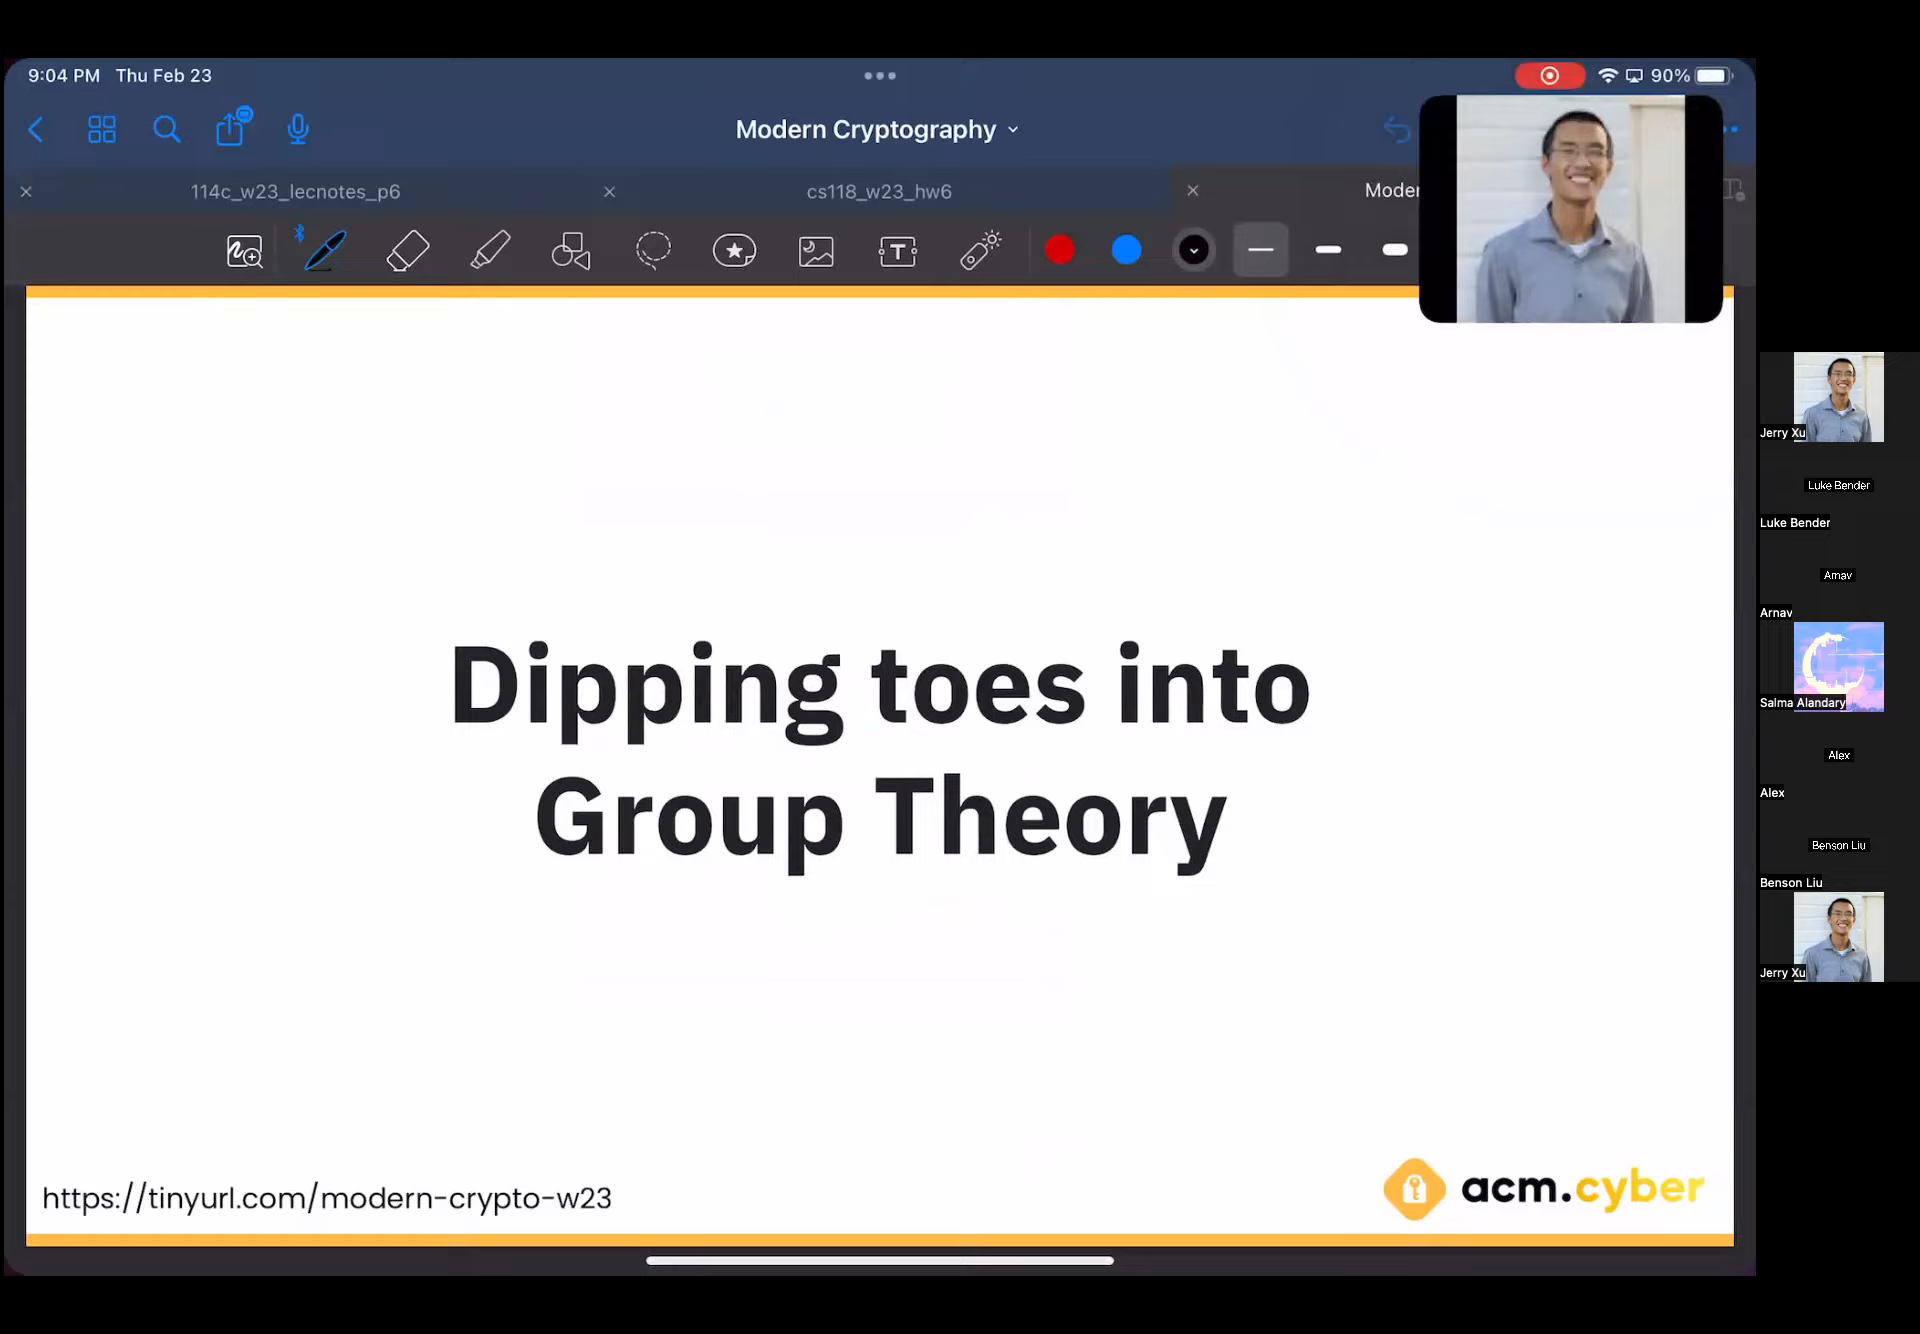 9:04 PM Thu Feb 23
90%
Modern Cryptography
114c_w23_lecnotes_p6
cs118_w23_hw6
Moder
T
Dipping toes into
Group Theory
https://tinyurl.com/modern-crypto-w23
acm.cyber
Jerry Xu
Luke Bender
Luke Bender
Arnav
Arnav
Salma Alandary
Alex
Alex
Benson Liu
Benson Liu
Jerry Xu